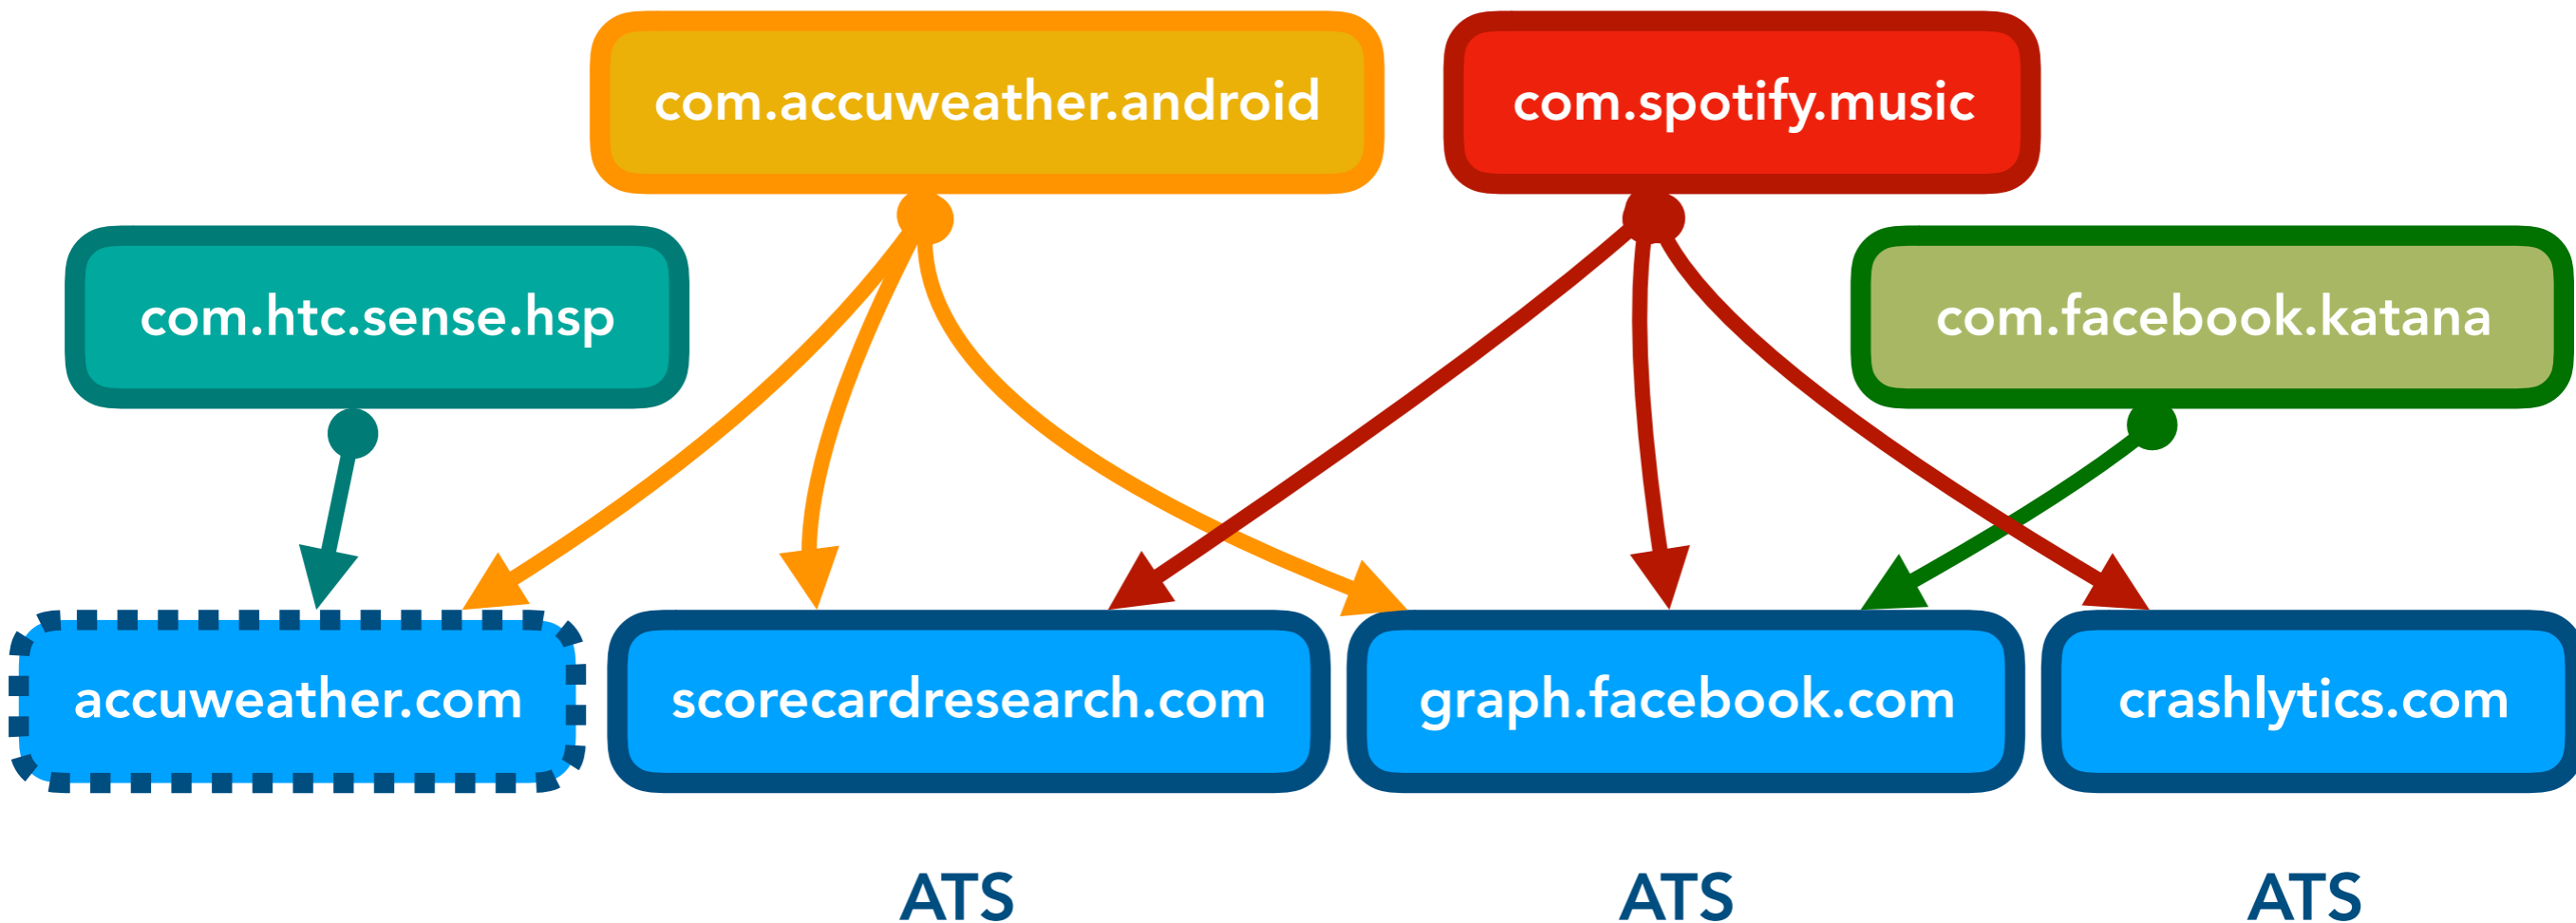 com.accuweather.android
com.spotify.music
com.htc.sense.hsp
com.facebook.katana
accuweather.com
scorecardresearch.com
graph.facebook.com
crashlytics.com
ATS
ATS
ATS